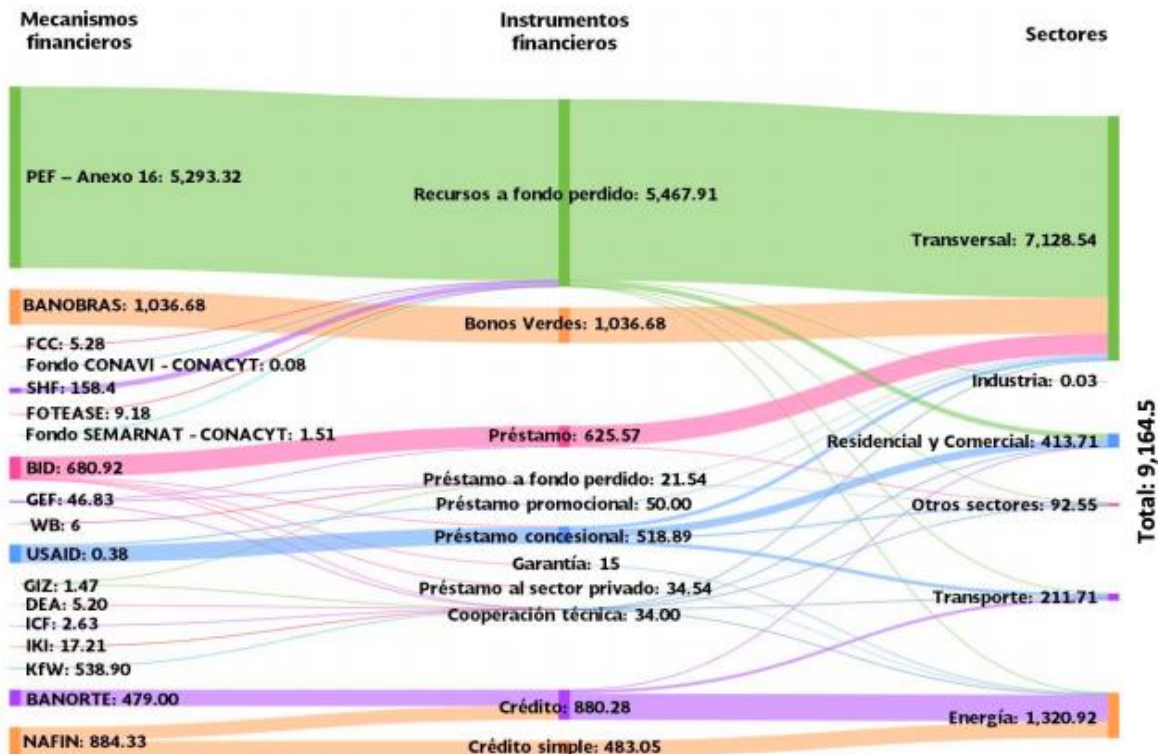 Mecanismos
financieros
Instrumentos
financieros
Sectores
PEF – Anexo 16: 5,293.32
BANOBRAS: 1,036.68
FCC: 5.28
Fondo CONAVI - CONACYT: 0.08
SHF: 158.4
FOTEASE: 9.18
Fondo SEMARNAT - CONACYT: 1.51
BID: 680.92
GEF: 46.83
WB: 6
USAID: 0.38
GIZ: 1.47
DEA: 5.20
ICF: 2.63
IKI: 17.21
KfW: 538.90
BANORTE: 479.00
NAFIN: 884.33
Recursos a fondo perdido: 5,467.91
Bonos Verdes: 1,036.68
Préstamo: 625.57
Préstamo a fondo perdido: 21.54
Préstamo promocional: 50.00
Préstamo concesional: 518.89
Garantía: 15
Préstamo al sector privado: 34.54
Cooperación técnica: 34.00
Crédito: 880.28
Crédito simple: 483.05
Transversal: 7,128.54
Industria: 0.03
Residencial y Comercial: 413.71
Otros sectores: 92.55
Transporte: 211.71
Energía: 1,320.92
Total: 9,164.5